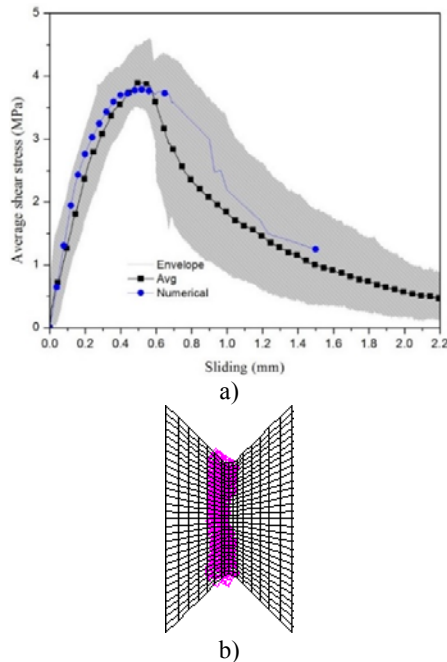 5
4
3
2
1
0
Average shear stress (MPa)
Envelope
Avg
Numerical
0.0 0.2 0.4 0.6 0.8 1.0 1.2 1.4 1.6 1.8 2.0 2.2
Sliding (mm)
a)
b)